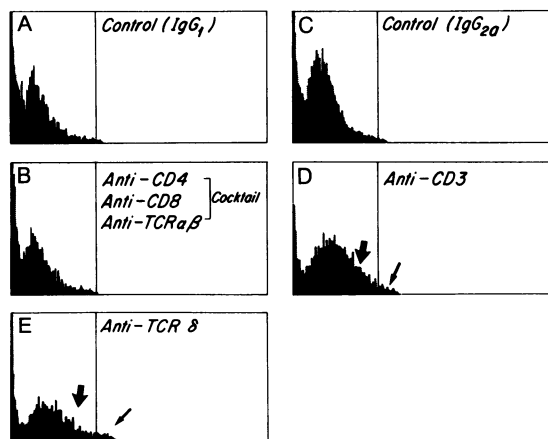 A
Control (IgG1)
C
Control (IgG2a)
B
Anti-CD4
Anti-CD8
Anti-TCRαβ
Cocktail
D
Anti-CD3
E
Anti-TCR δ